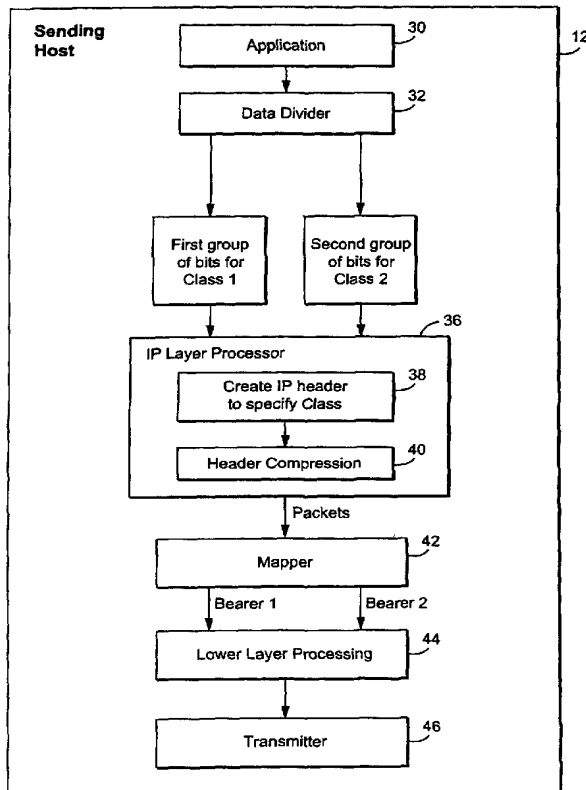 Sending
Host
30
12
Application
32
Data Divider
First group
of bits for
Class 1
Second group
of bits for
Class 2
36
IP Layer Processor
38
Create IP header
to specify Class
40
Header Compression
Packets
42
Mapper
Bearer 1
Bearer 2
44
Lower Layer Processing
46
Transmitter